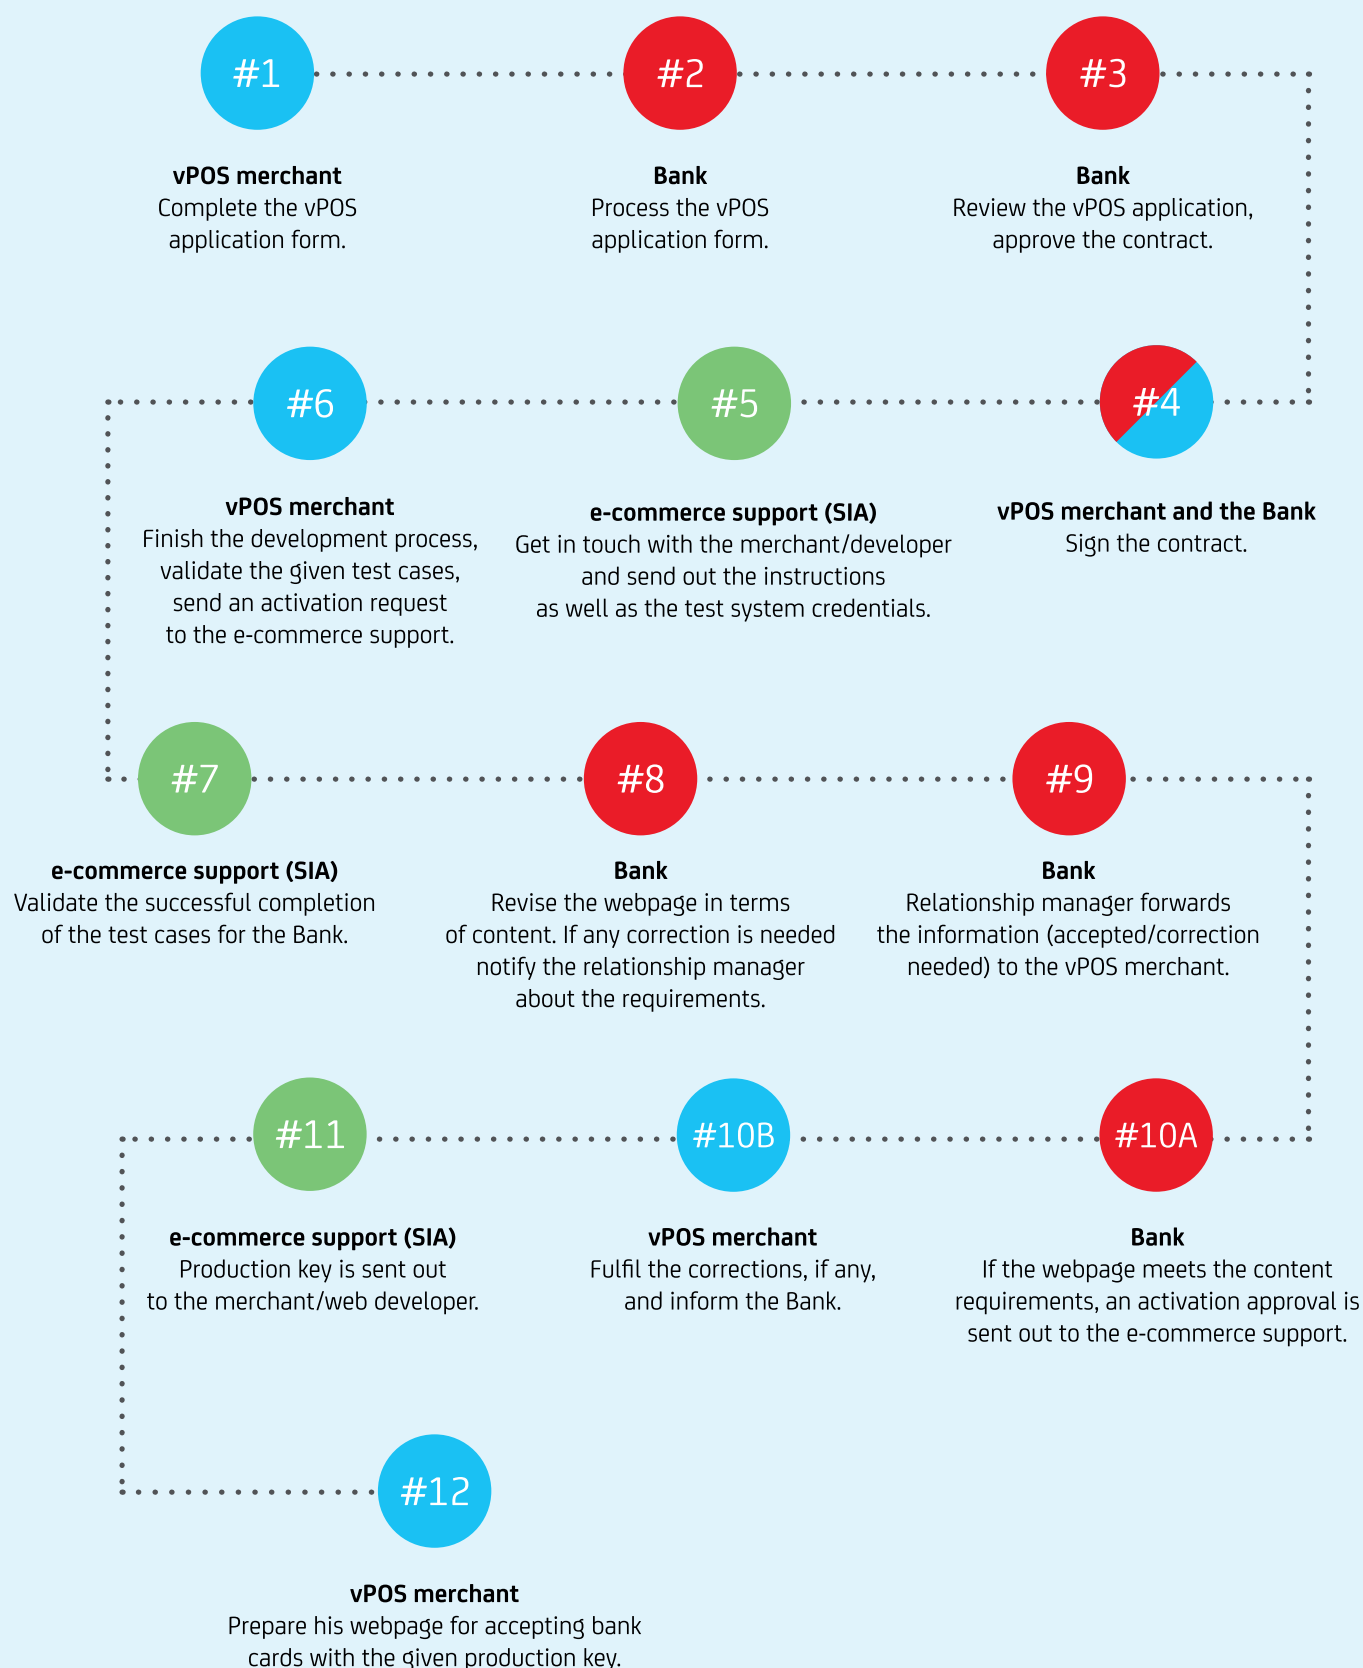 #1
vPOS merchant
Complete the vPOS
application form.
#2
Bank
Process the vPOS
application form.
#3
Bank
Review the vPOS application,
approve the contract.
#4
vPOS merchant and the Bank
Sign the contract.
#5
e-commerce support (SIA)
Get in touch with the merchant/developer
and send out the instructions
as well as the test system credentials.
#6
vPOS merchant
Finish the development process,
validate the given test cases,
send an activation request
to the e-commerce support.
#7
e-commerce support (SIA)
Validate the successful completion
of the test cases for the Bank.
#8
Bank
Revise the webpage in terms
of content. If any correction is needed
notify the relationship manager
about the requirements.
#9
Bank
Relationship manager forwards
the information (accepted/correction
needed) to the vPOS merchant.
#10A
Bank
If the webpage meets the content
requirements, an activation approval is
sent out to the e-commerce support.
#10B
vPOS merchant
Fulfil the corrections, if any,
and inform the Bank.
#11
e-commerce support (SIA)
Production key is sent out
to the merchant/web developer.
#12
vPOS merchant
Prepare his webpage for accepting bank
cards with the given production key.